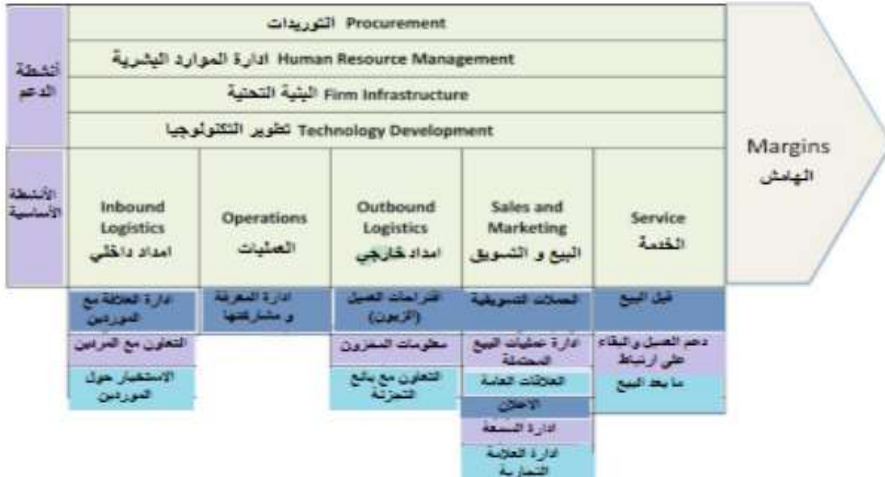 التوريدات Procurement
ادارة الموارد البشرية Human Resource Management
البنية التحتية Firm Infrastructure
تطوير التكنولوجيا Technology Development
أنشطة
الدعم
Margins
الهامش
الأنشطة
الأساسية
Inbound
Logistics
امداد داخلي
Operations
العمليات
Outbound
Logistics
امداد خارجي
Sales and
Marketing
البيع و التسويق
Service
الخدمة
ادارة العلاقة مع
الموردين
ادارة المعرفة
و مشاركتها
اقتراحات العميل
(الزبون)
الحملات التسويقية
قبل البيع
التعاون مع المردين
معلومات المخزون
ادارة عمليات البيع
المحتملة
دعم العميل والبقاء
على ارتباط
الاستخبار حول
الموردين
التعاون مع بائع
التجزئة
العلاقات العامة
ما بعد البيع
الاعلان
ادارة السمعة
ادارة العلامة
التجارية